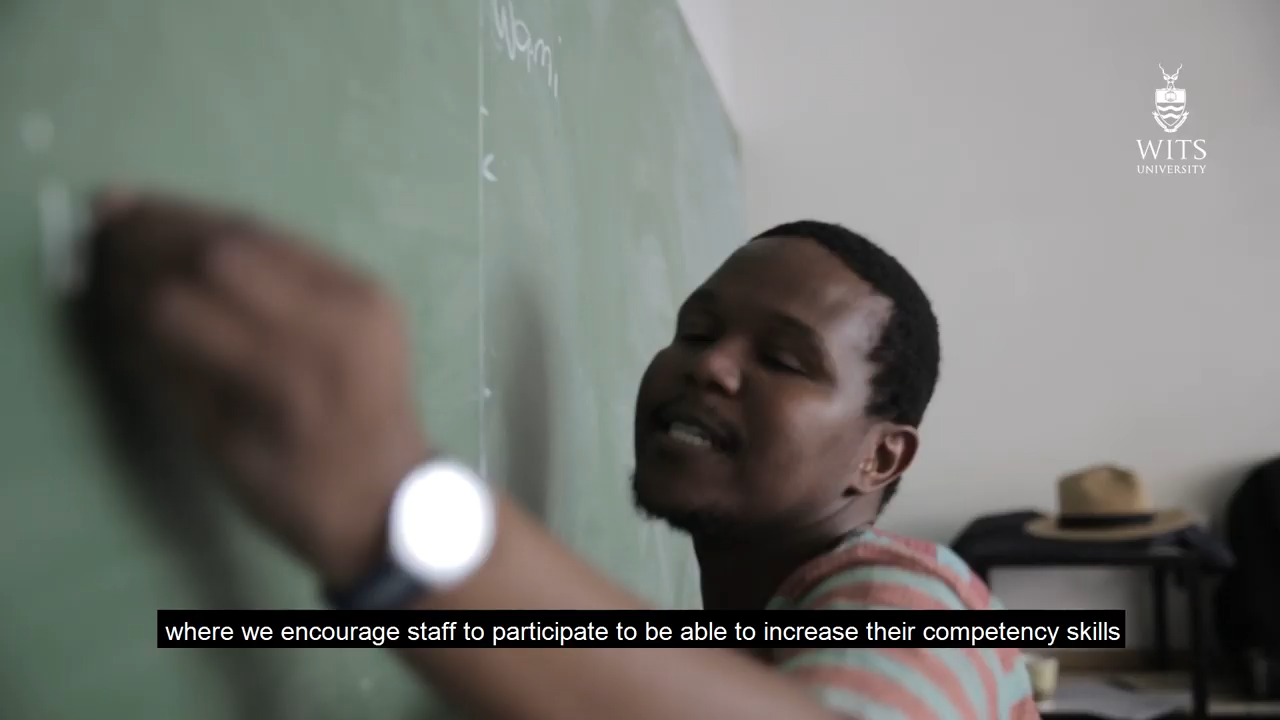 WITS
UNIVERSITY
where we encourage staff to participate to be able to increase their competency skills